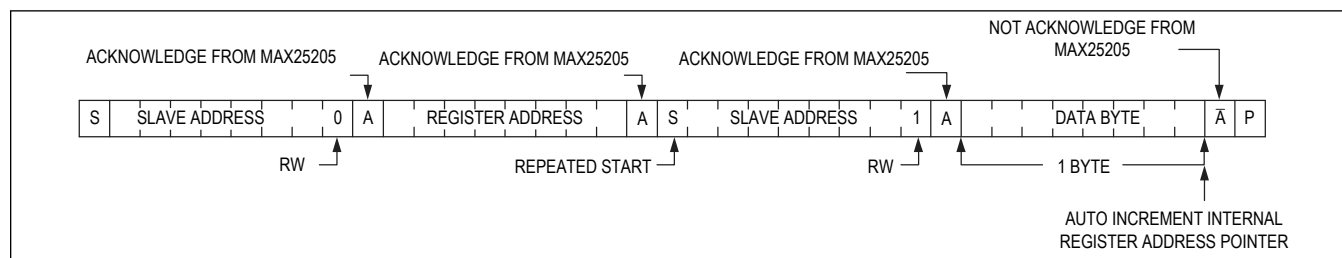 NOT ACKNOWLEDGE FROM
MAX25205
ACKNOWLEDGE FROM MAX25205 ACKNOWLEDGE FROM MAX25205 ACKNOWLEDGE FROM MAX25205
S SLAVE ADDRESS 0 A REGISTER ADDRESS A S SLAVE ADDRESS 1 A DATA BYTE A̅ P
RW REPEATED START RW 1 BYTE
AUTO INCREMENT INTERNAL
REGISTER ADDRESS POINTER